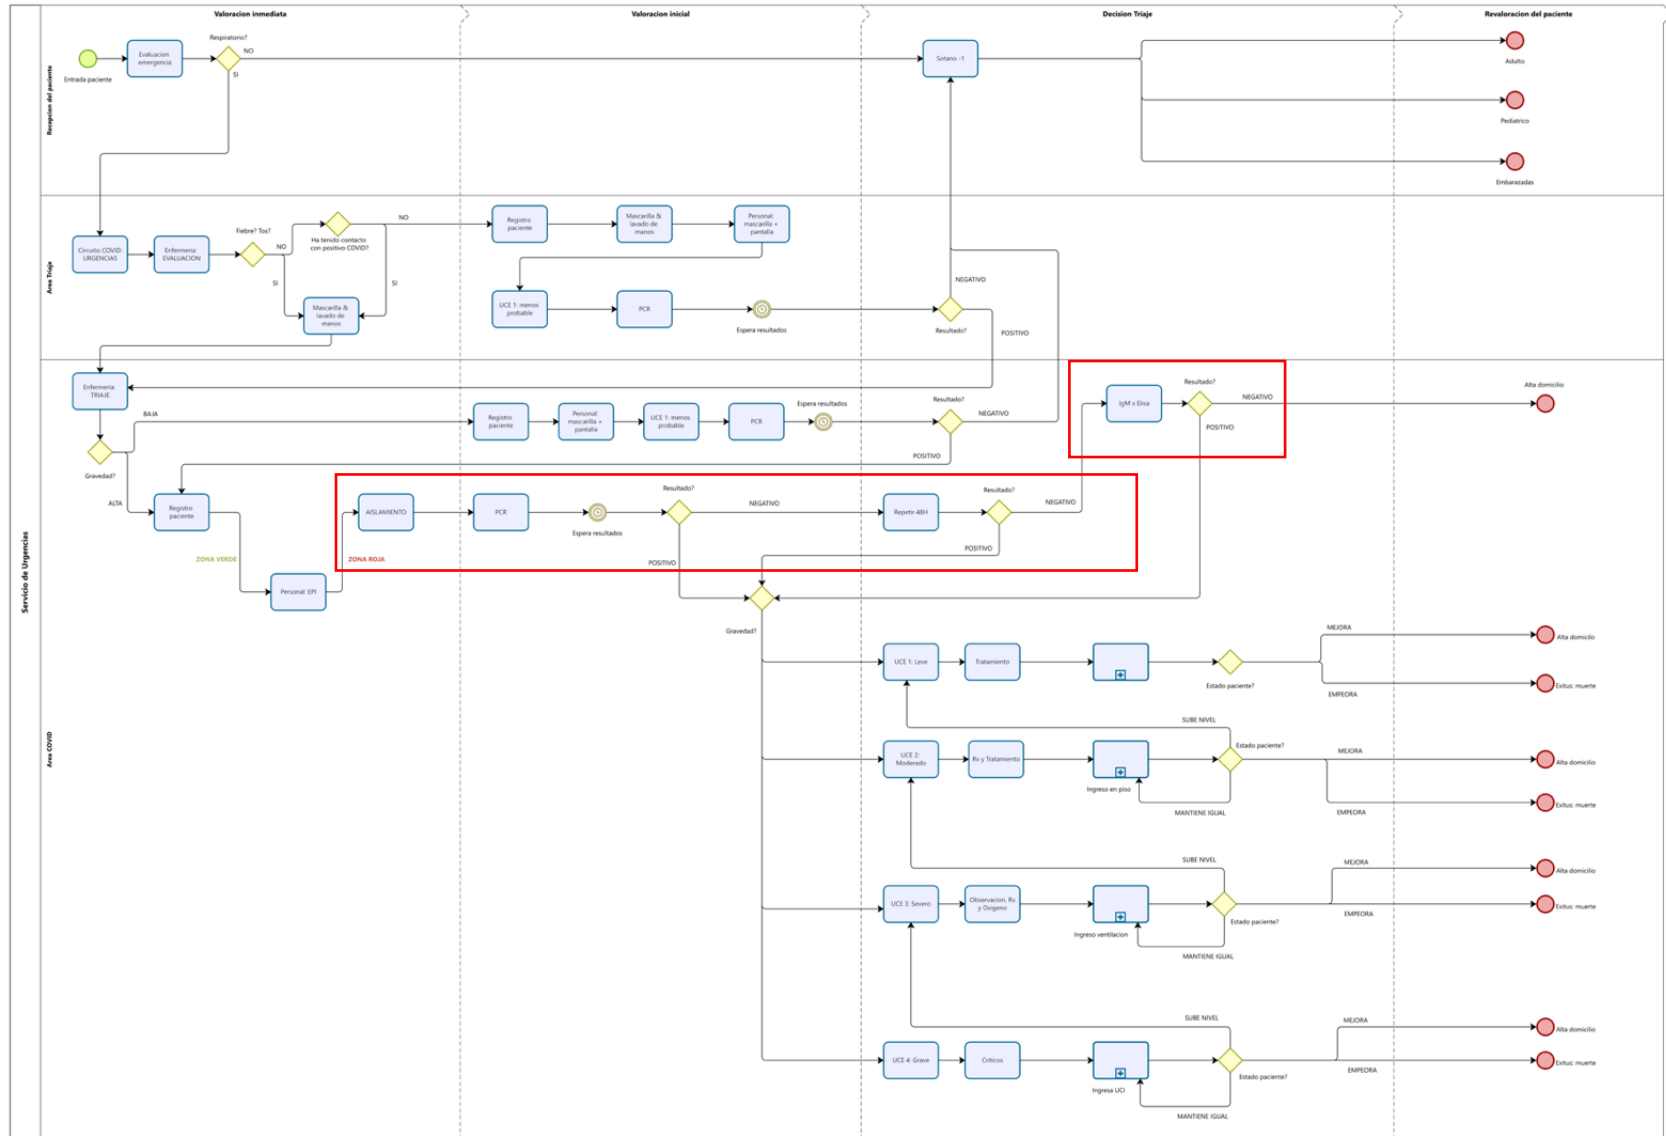 Valoracion inmediata
Valoracion inicial
Decision Triaje
Revaloracion del paciente
Servicio de Urgencias
Recepcion del paciente
Entrada paciente
Evaluacion
emergencia
Respiratorio?
NO
SI
Sotano -1
Adulto
Pediatrico
Embarazadas
Area Triaje
Circuito COVID:
URGENCIAS
Enfermeria:
EVALUACION
Fiebre? Tos?
NO
SI
Ha tenido contacto
con positivo COVID?
NO
SI
Mascarilla &
lavado de
manos
Registro
paciente
Mascarilla &
lavado de
manos
Personal:
mascarilla +
pantalla
UCE 1: menos
probable
PCR
Espera resultados
Resultado?
NEGATIVO
POSITIVO
Area COVID
Enfermeria:
TRIAJE
Gravedad?
BAJA
ALTA
Registro
paciente
Personal:
mascarilla +
pantalla
UCE 1: menos
probable
PCR
Espera resultados
Resultado?
NEGATIVO
POSITIVO
IgM x Elisa
Resultado?
NEGATIVO
POSITIVO
Alta domicilio
Registro
paciente
ZONA VERDE
Personal: EPI
ZONA ROJA
AISLAMIENTO
PCR
Espera resultados
Resultado?
NEGATIVO
POSITIVO
Repetir 48H
Resultado?
NEGATIVO
POSITIVO
Gravedad?
UCE 1: Leve
Tratamiento
Estado paciente?
MEJORA
Alta domicilo
EMPEORA
Exitus: muerte
SUBE NIVEL
UCE 2:
Moderado
Rx y Tratamiento
Ingreso en piso
Estado paciente?
MEJORA
Alta domicilio
EMPEORA
Exitus: muerte
MANTIENE IGUAL
SUBE NIVEL
UCE 3: Severo
Observacion, Rx
y Oxigeno
Ingreso ventilacion
Estado paciente?
MEJORA
Alta domicilio
EMPEORA
Exitus: muerte
MANTIENE IGUAL
SUBE NIVEL
UCE 4: Grave
Criticos
Ingresa UCI
Estado paciente?
MEJORA
Alta domicilio
EMPEORA
Exitus: muerte
MANTIENE IGUAL